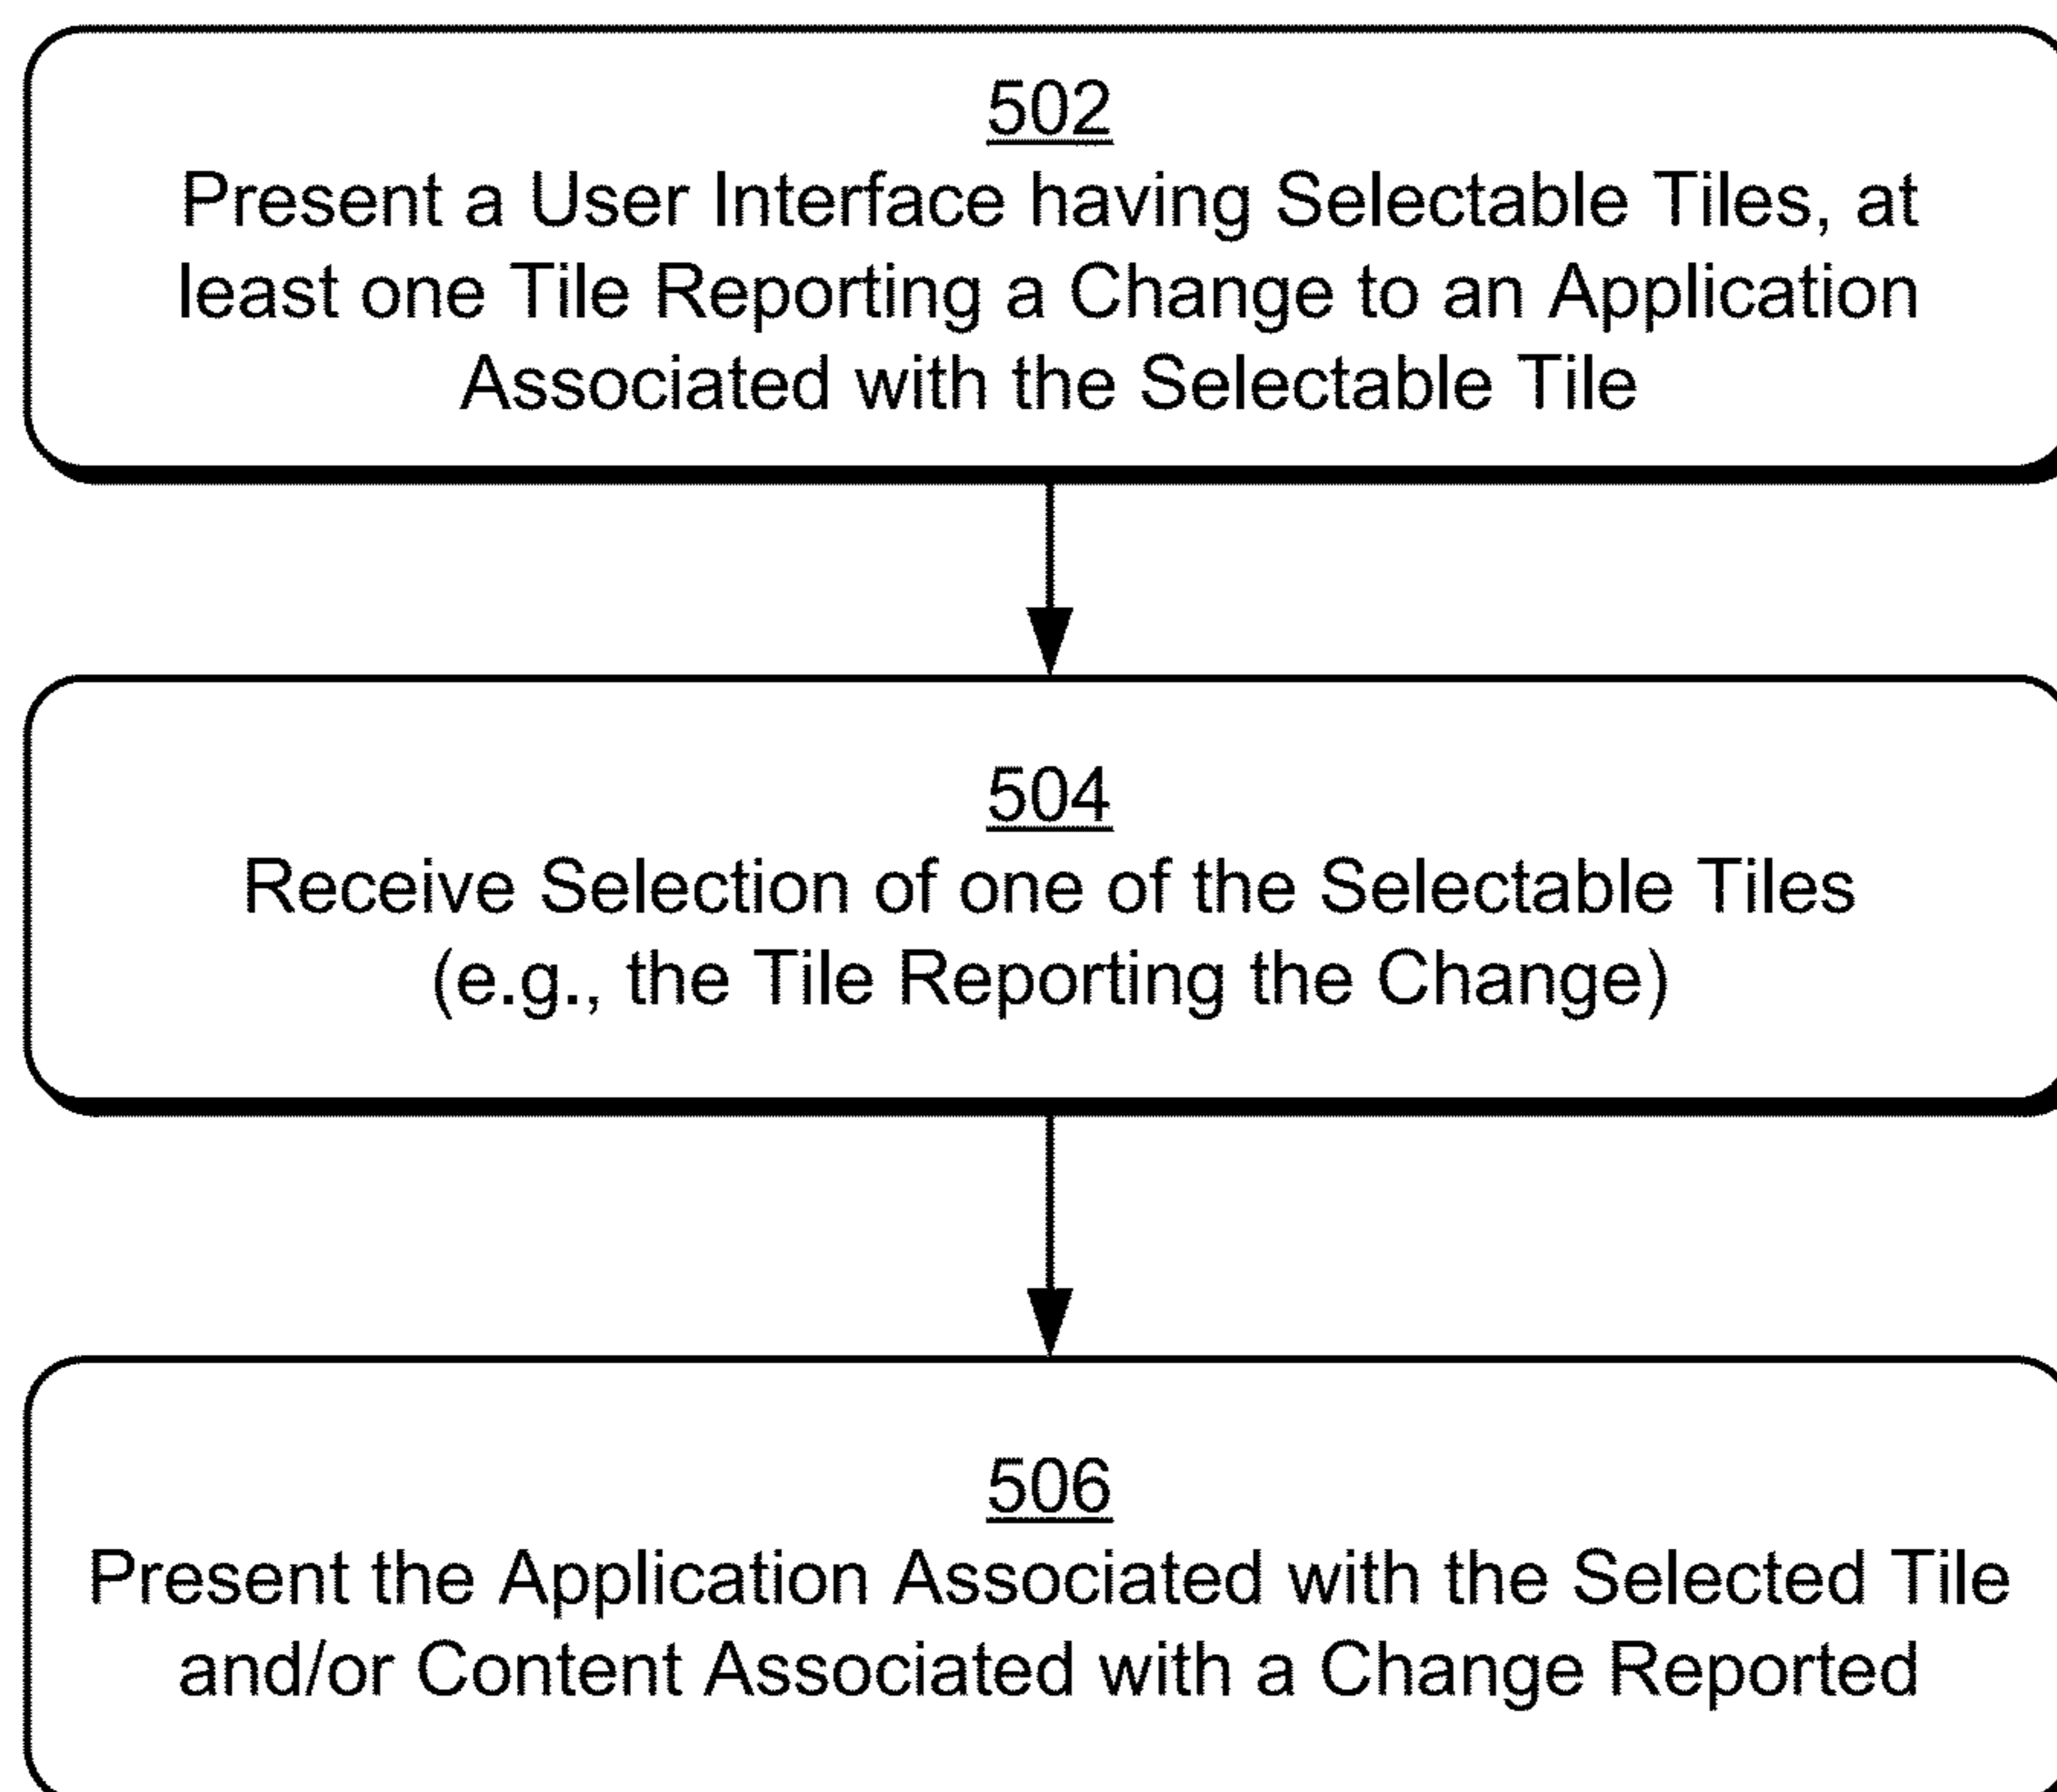 502
Present a User Interface having Selectable Tiles, at
least one Tile Reporting a Change to an Application
Associated with the Selectable Tile
504
Receive Selection of one of the Selectable Tiles
(e.g., the Tile Reporting the Change)
506
Present the Application Associated with the Selected Tile
and/or Content Associated with a Change Reported